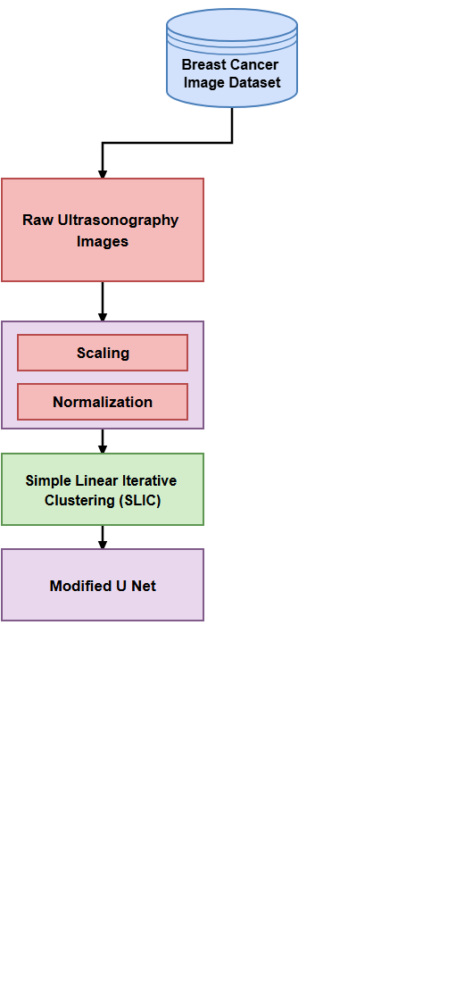 Breast Cancer
Image Dataset
Raw Ultrasonography
Images
Scaling
Normalization
Simple Linear Iterative
Clustering (SLIC)
Modified U Net